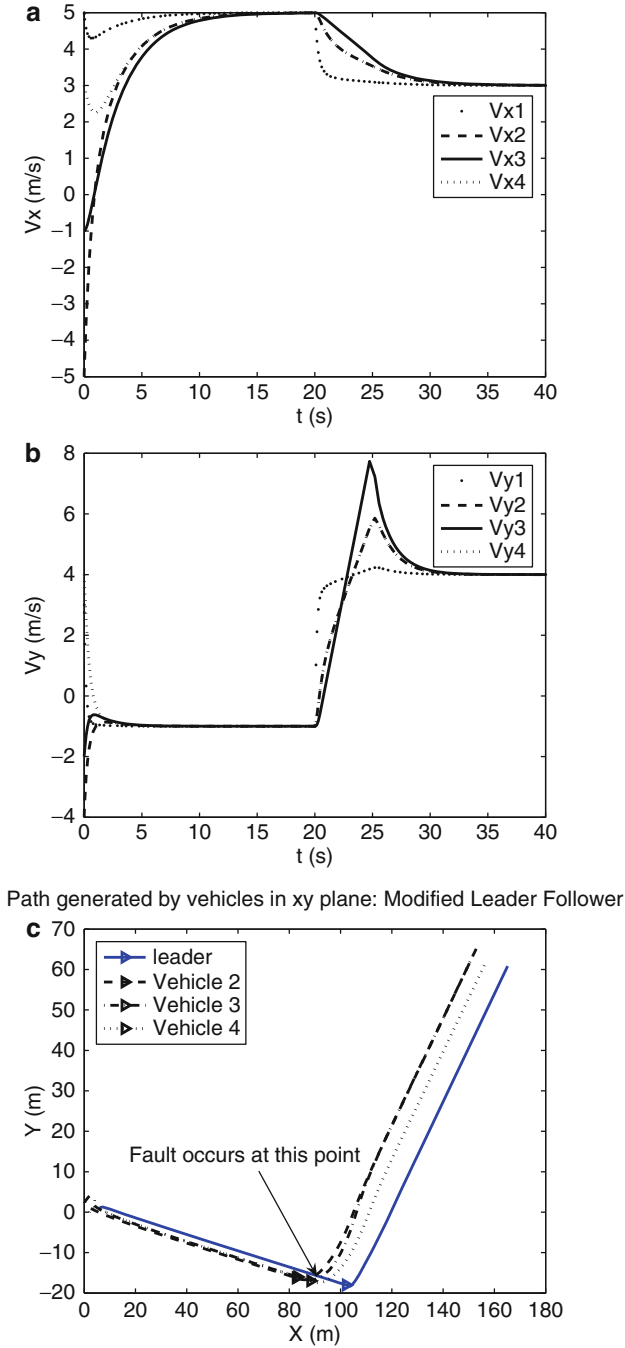 a
5
4
3
2
1
0
−1
−2
−3
−4
−5
Vx (m/s)
Vx1
Vx2
Vx3
Vx4
0 5 10 15 20 25 30 35 40
t (s)
b
8
6
4
2
0
−2
−4
Vy (m/s)
Vy1
Vy2
Vy3
Vy4
0 5 10 15 20 25 30 35 40
t (s)
Path generated by vehicles in xy plane: Modified Leader Follower
c
70
60
50
40
30
20
10
0
−10
−20
Y (m)
leader
Vehicle 2
Vehicle 3
Vehicle 4
Fault occurs at this point
0 20 40 60 80 100 120 140 160 180
X (m)